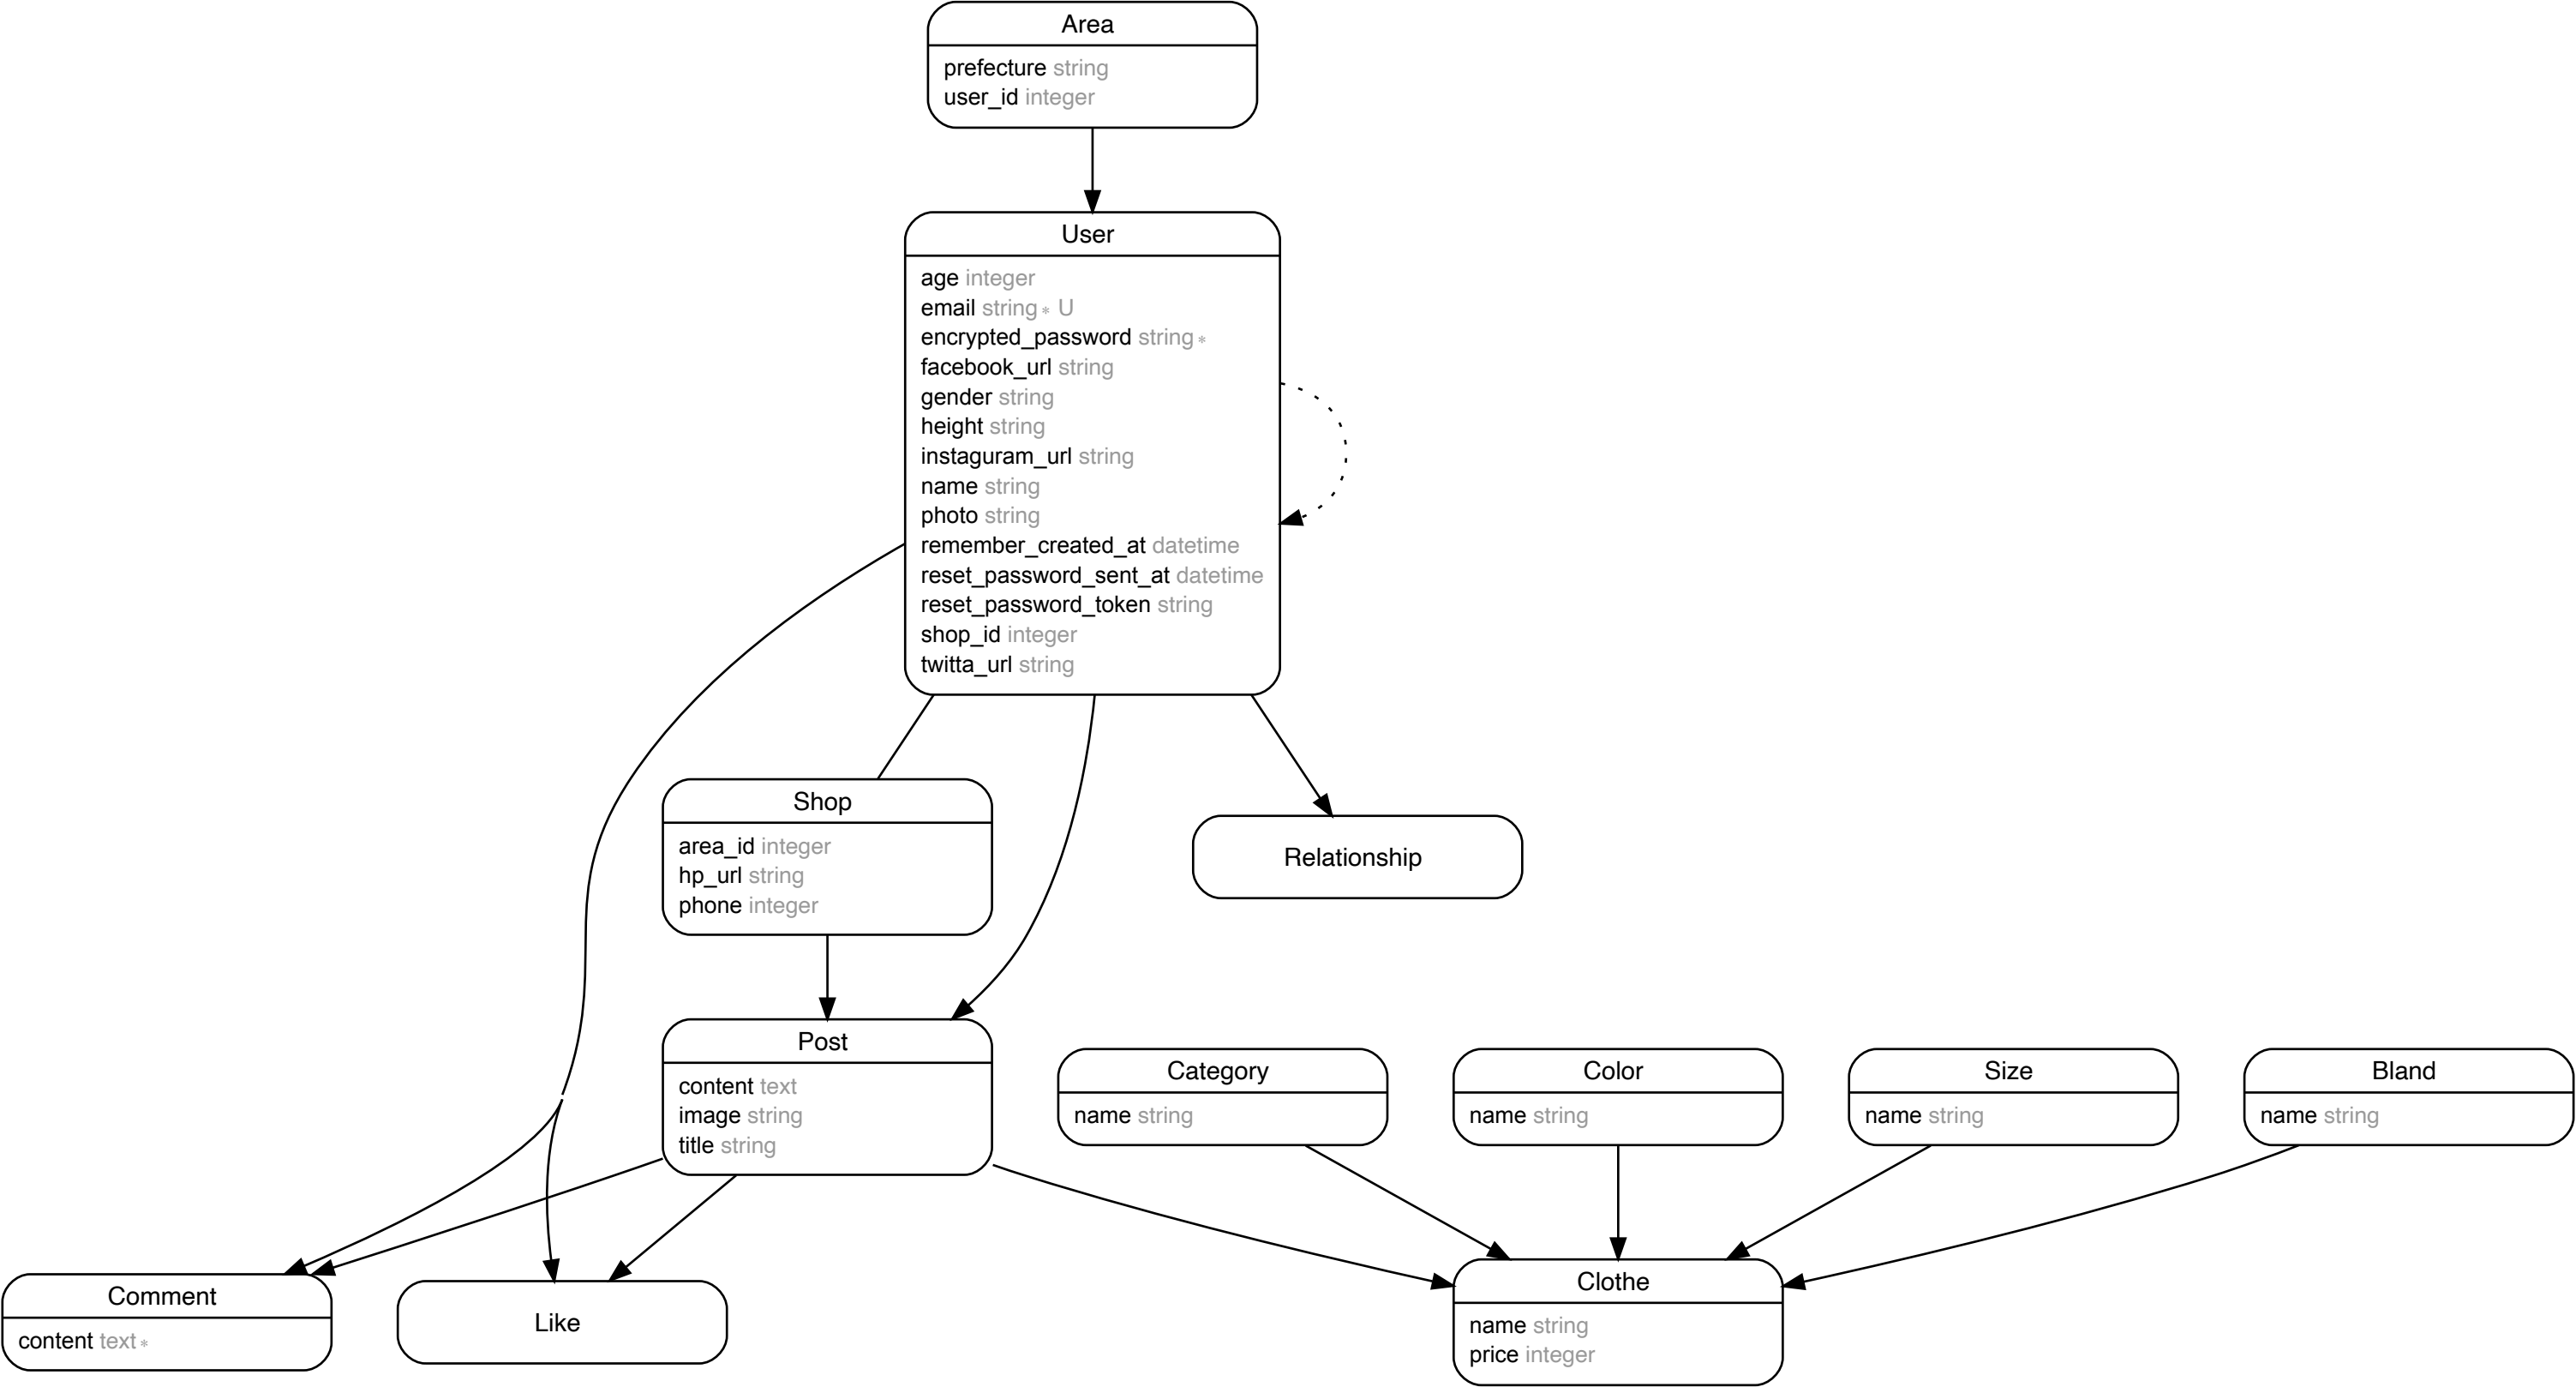 Area
prefecture string
user_id integer
User
age integer
email string * U
encrypted_password string *
facebook_url string
gender string
height string
instaguram_url string
name string
photo string
remember_created_at datetime
reset_password_sent_at datetime
reset_password_token string
shop_id integer
twitta_url string
Shop
area_id integer
hp_url string
phone integer
Relationship
Post
content text
image string
title string
Category
name string
Color
name string
Size
name string
Bland
name string
Comment
content text *
Like
Clothe
name string
price integer